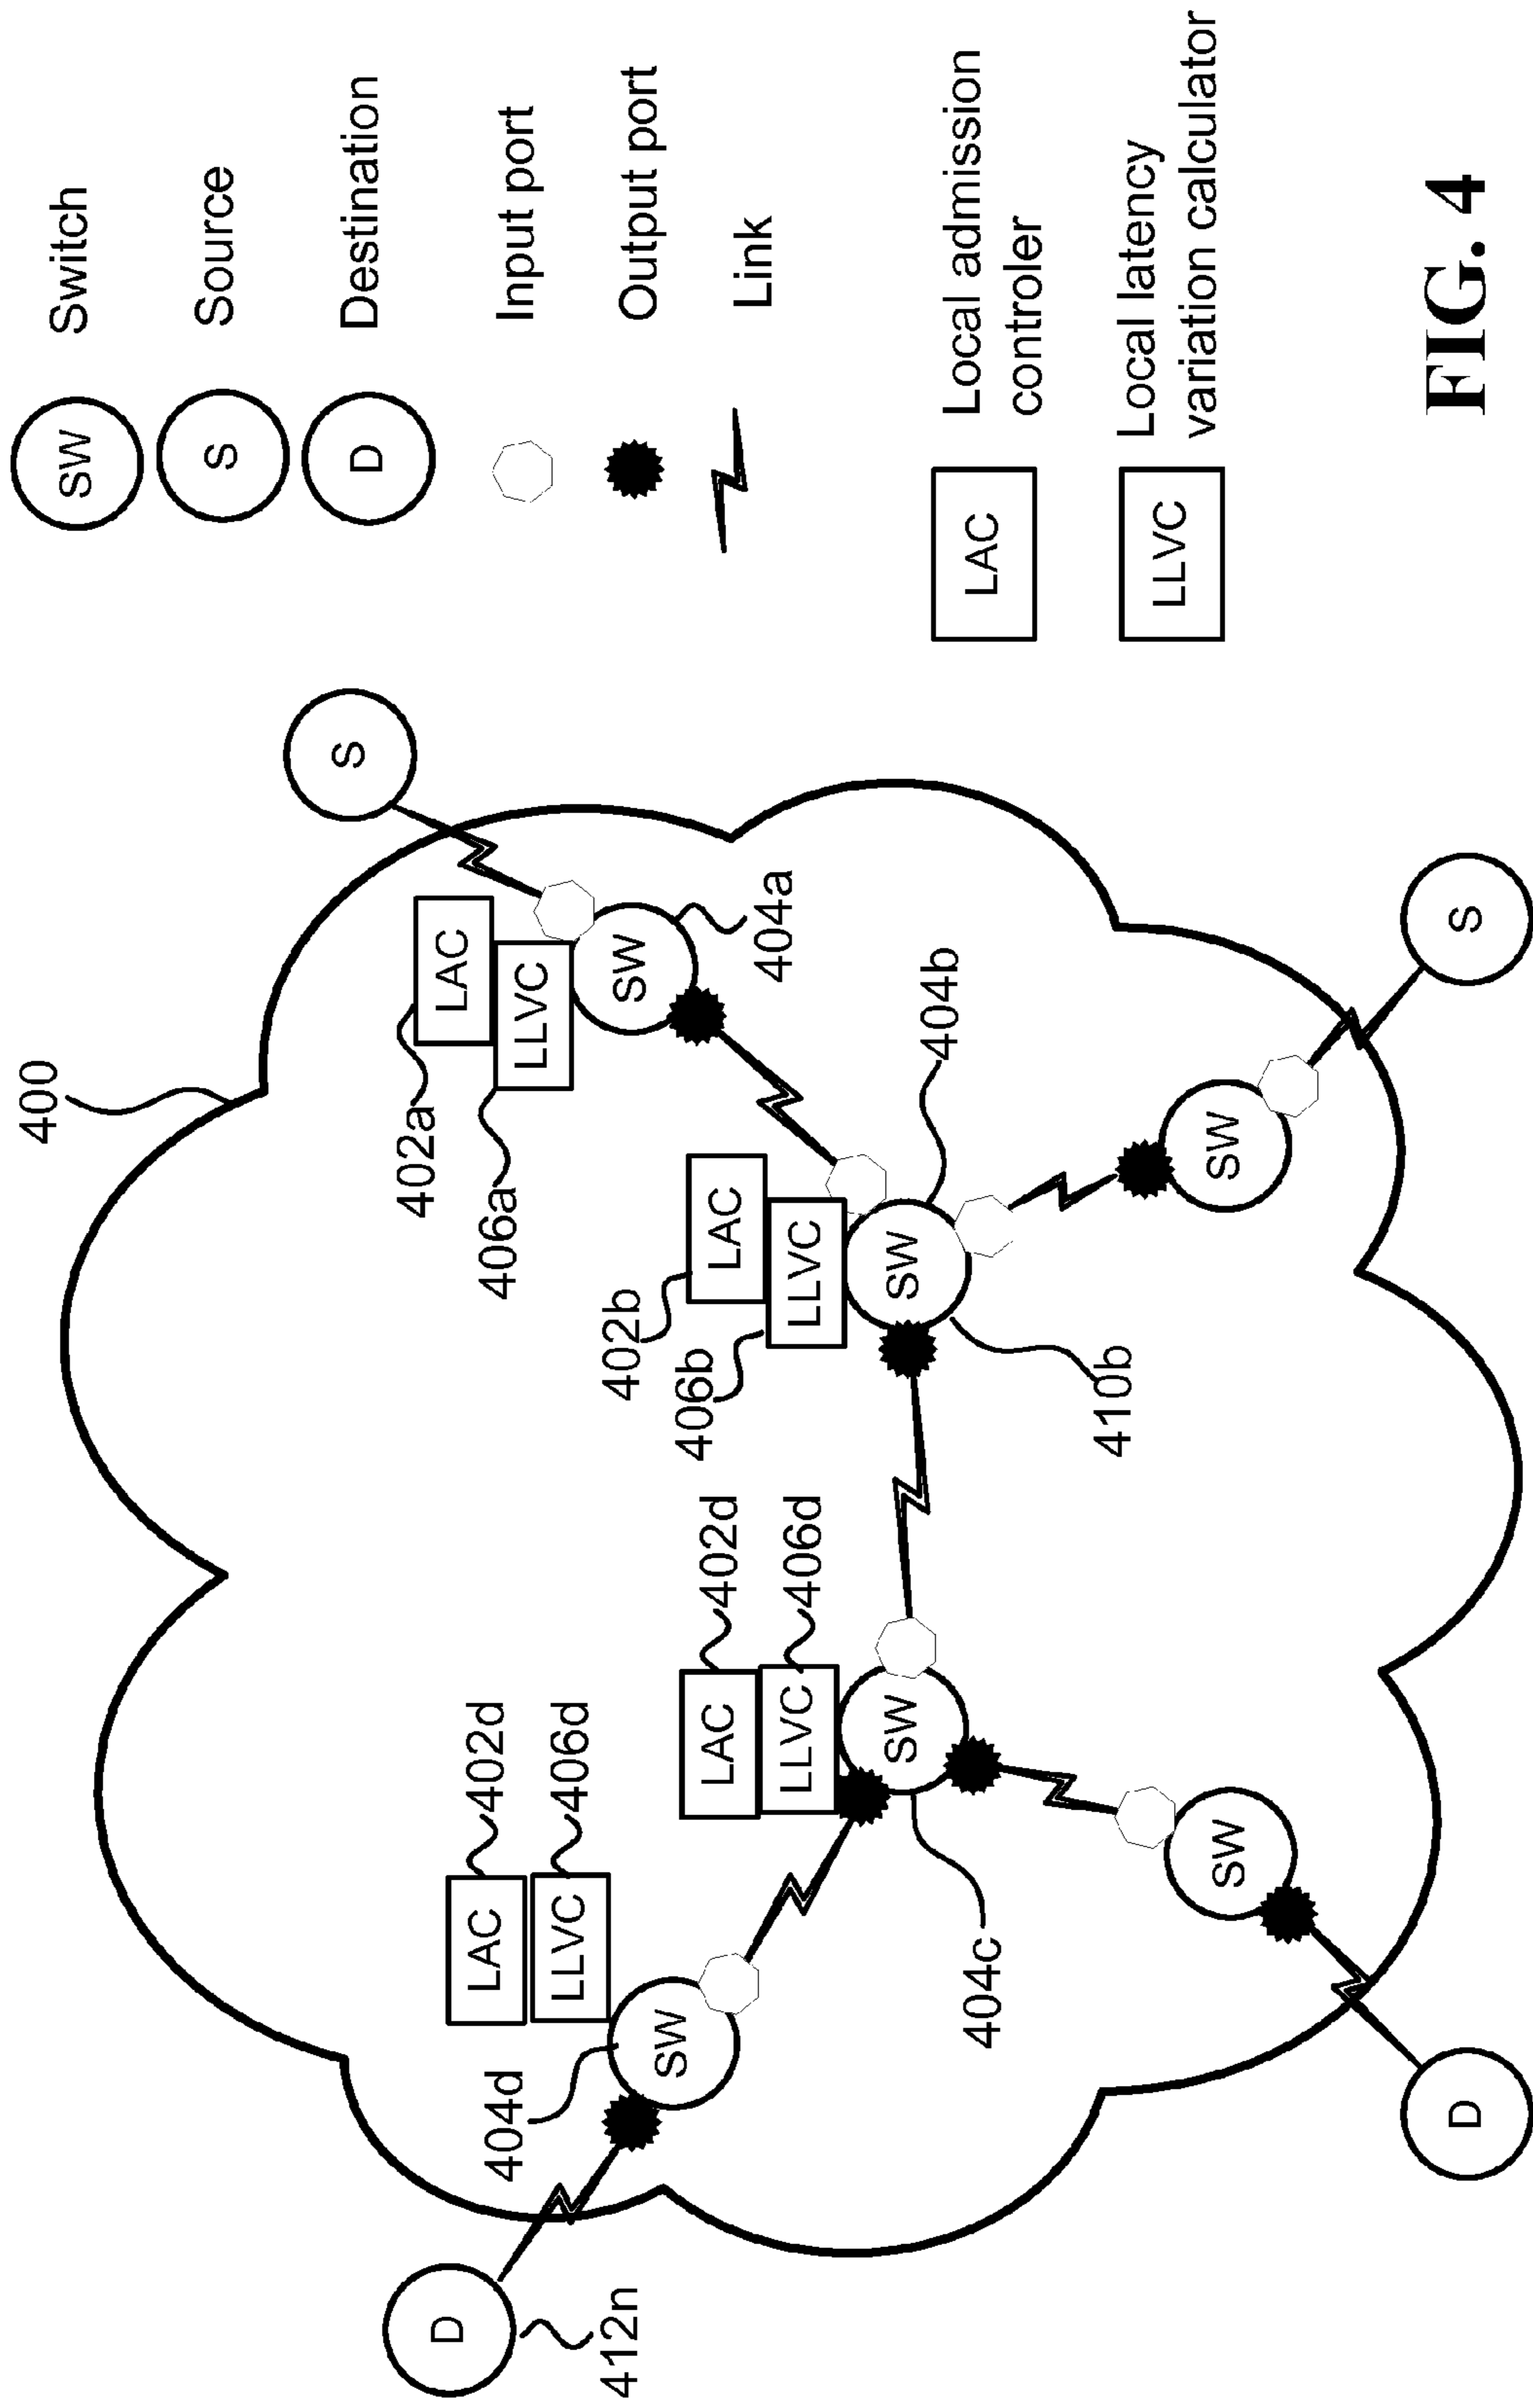 400
S
LAC
LLVC
SW
402a
406a
404a
LAC
LLVC
SW
402b
406b
404b
410b
SW
S
LAC
LLVC
SW
402d
406d
404c
LAC
LLVC
SW
402d
406d
404d
SW
D
412n
D
SW
Switch
S
Source
D
Destination
Input port
Output port
Link
LAC
Local admission
controler
LLVC
Local latency
variation calculator
FIG. 4